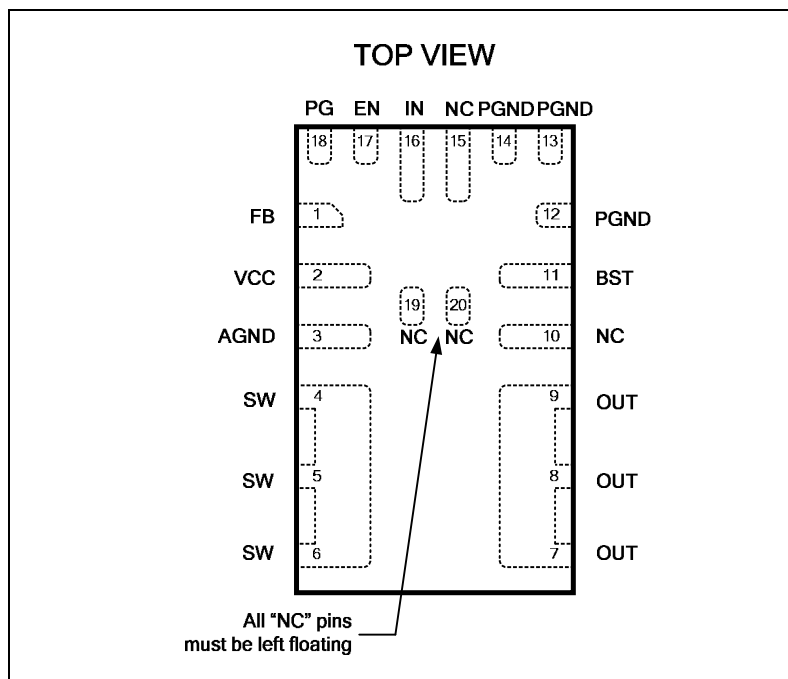 TOP VIEW
PG EN IN NC PGND PGND
18 17 16 15 14 13
FB 1 12 PGND
VCC 2 11 BST
19 20
AGND 3 NC NC 10 NC
SW 4 9 OUT
SW 5 8 OUT
SW 6 7 OUT
All “NC” pins
must be left floating